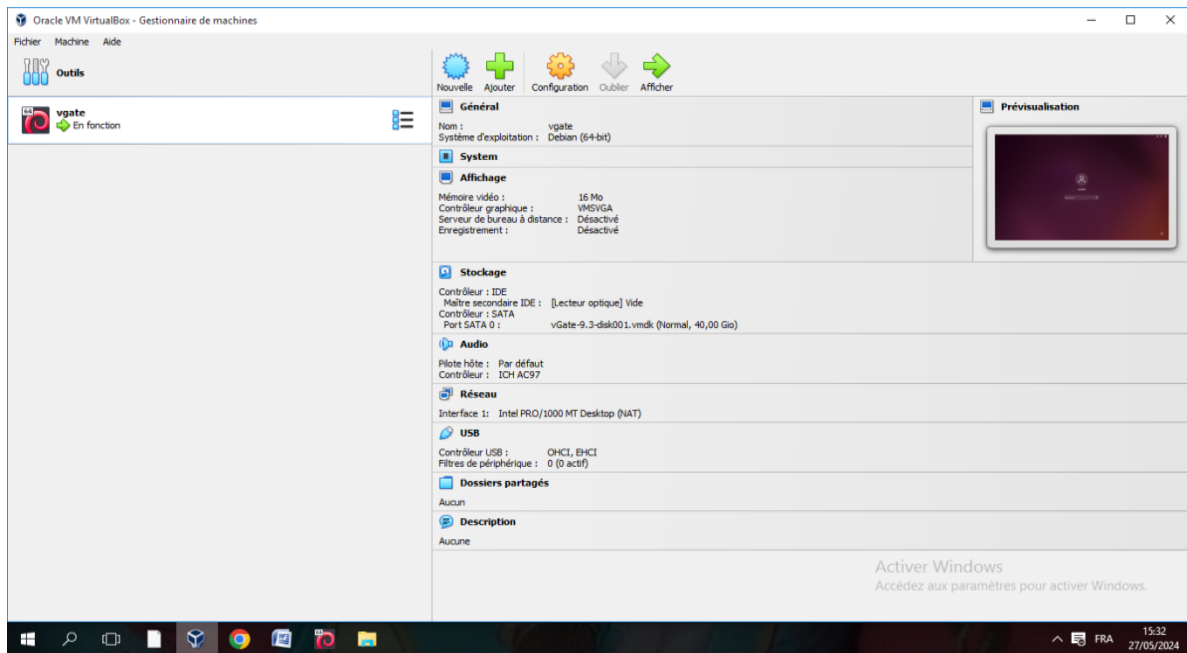 Oracle VM VirtualBox - Gestionnaire de machines
Fichier Machine Aide
Outils
Nouvelle Ajouter Configuration Oublier Afficher
64
vgate
En fonction
Général
Nom : vgate
Système d'exploitation : Debian (64-bit)
System
Affichage
Mémoire vidéo : 16 Mo
Contrôleur graphique : VMSVGA
Serveur de bureau à distance : Désactivé
Enregistrement : Désactivé
Prévisualisation
Stockage
Contrôleur : IDE
Maître secondaire IDE : [Lecteur optique] Vide
Contrôleur : SATA
Port SATA 0 : vGate-9.3-disk001.vmdk (Normal, 40,00 Gio)
Audio
Pilote hôte : Par défaut
Contrôleur : ICH AC97
Réseau
Interface 1: Intel PRO/1000 MT Desktop (NAT)
USB
Contrôleur USB : OHCI, EHCI
Filtres de périphérique : 0 (0 actif)
Dossiers partagés
Aucun
Description
Aucune
Activer Windows
Accédez aux paramètres pour activer Windows.
FRA
15:32
27/05/2024